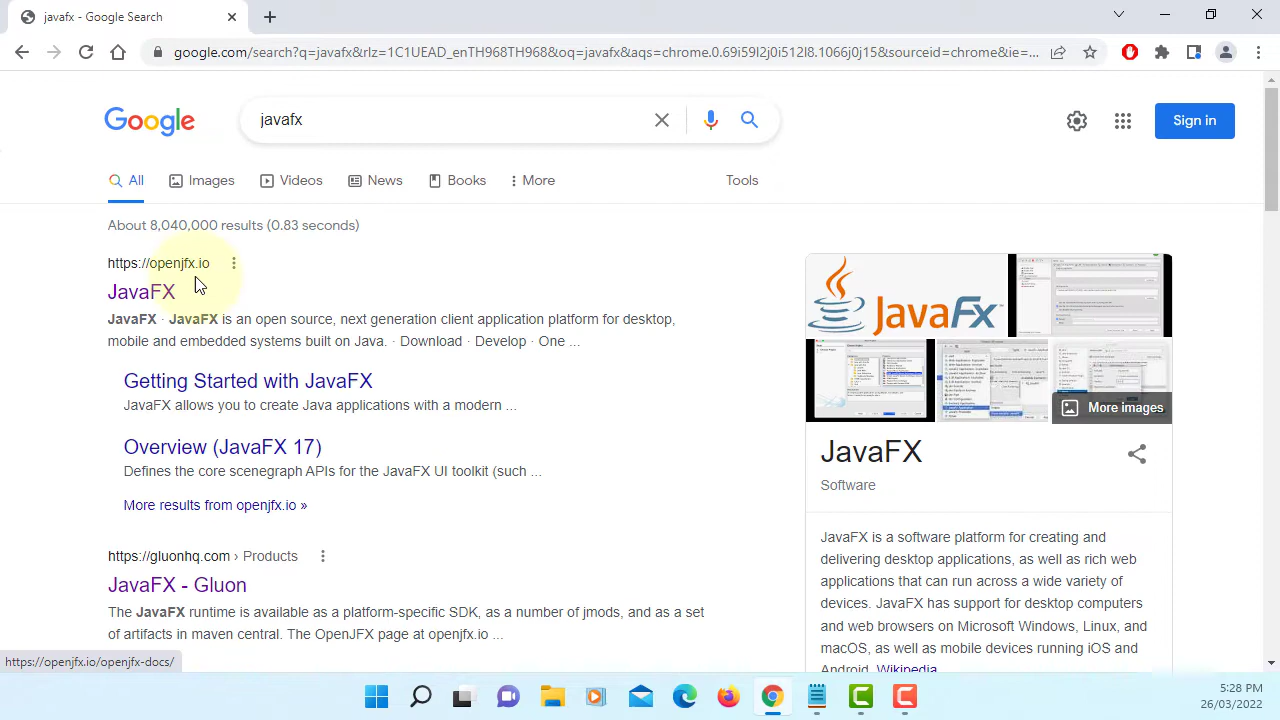 javafx - Google Search
google.com/search?q=javafx&rlz=1C1UEAD_enTH968TH968&oq=javafx&aqs=chrome.0.69i59l2j0i512l8.1066j0j15&sourceid=chrome&ie=...
Google
javafx
Sign in
All
Images
Videos
News
Books
More
Tools
About 8,040,000 results (0.83 seconds)
https://openjfx.io
JavaFX
JavaFX · JavaFX is an open source, next generation client application platform for desktop,
mobile and embedded systems built on Java. · Download · Develop · One ...
Getting Started with JavaFX
JavaFX allows you to create Java applications with a modern ...
Overview (JavaFX 17)
Defines the core scenegraph APIs for the JavaFX UI toolkit (such ...
More results from openjfx.io »
https://gluonhq.com › Products
JavaFX - Gluon
The JavaFX runtime is available as a platform-specific SDK, as a number of jmods, and as a set
of artifacts in maven central. The OpenJFX page at openjfx.io ...
JavaFx
More images
JavaFX
Software
JavaFX is a software platform for creating and
delivering desktop applications, as well as rich web
applications that can run across a wide variety of
devices. JavaFX has support for desktop computers
and web browsers on Microsoft Windows, Linux, and
macOS, as well as mobile devices running iOS and
Android. Wikipedia
https://openjfx.io/openjfx-docs/
5:28 PM
26/03/2022